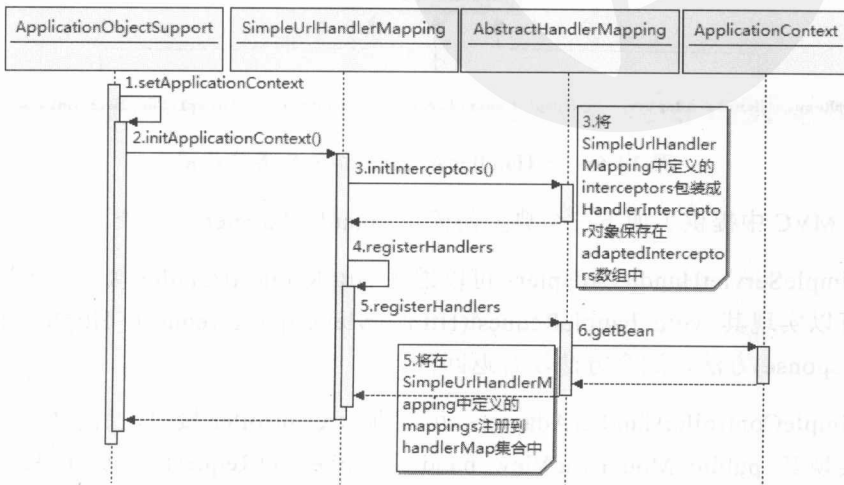 ApplicationObjectSupport
SimpleUrlHandlerMapping
AbstractHandlerMapping
ApplicationContext
1.setApplicationContext
2.initApplicationContext()
3.initInterceptors()
3.将
SimpleUrlHandler
Mapping中定义的
interceptors包装成
HandlerIntercepto
r对象保存在
adaptedIntercepto
rs数组中
4.registerHandlers
5.registerHandlers
6.getBean
5.将在
SimpleUrlHandlerM
apping中定义的
mappings注册到
handlerMap集合中